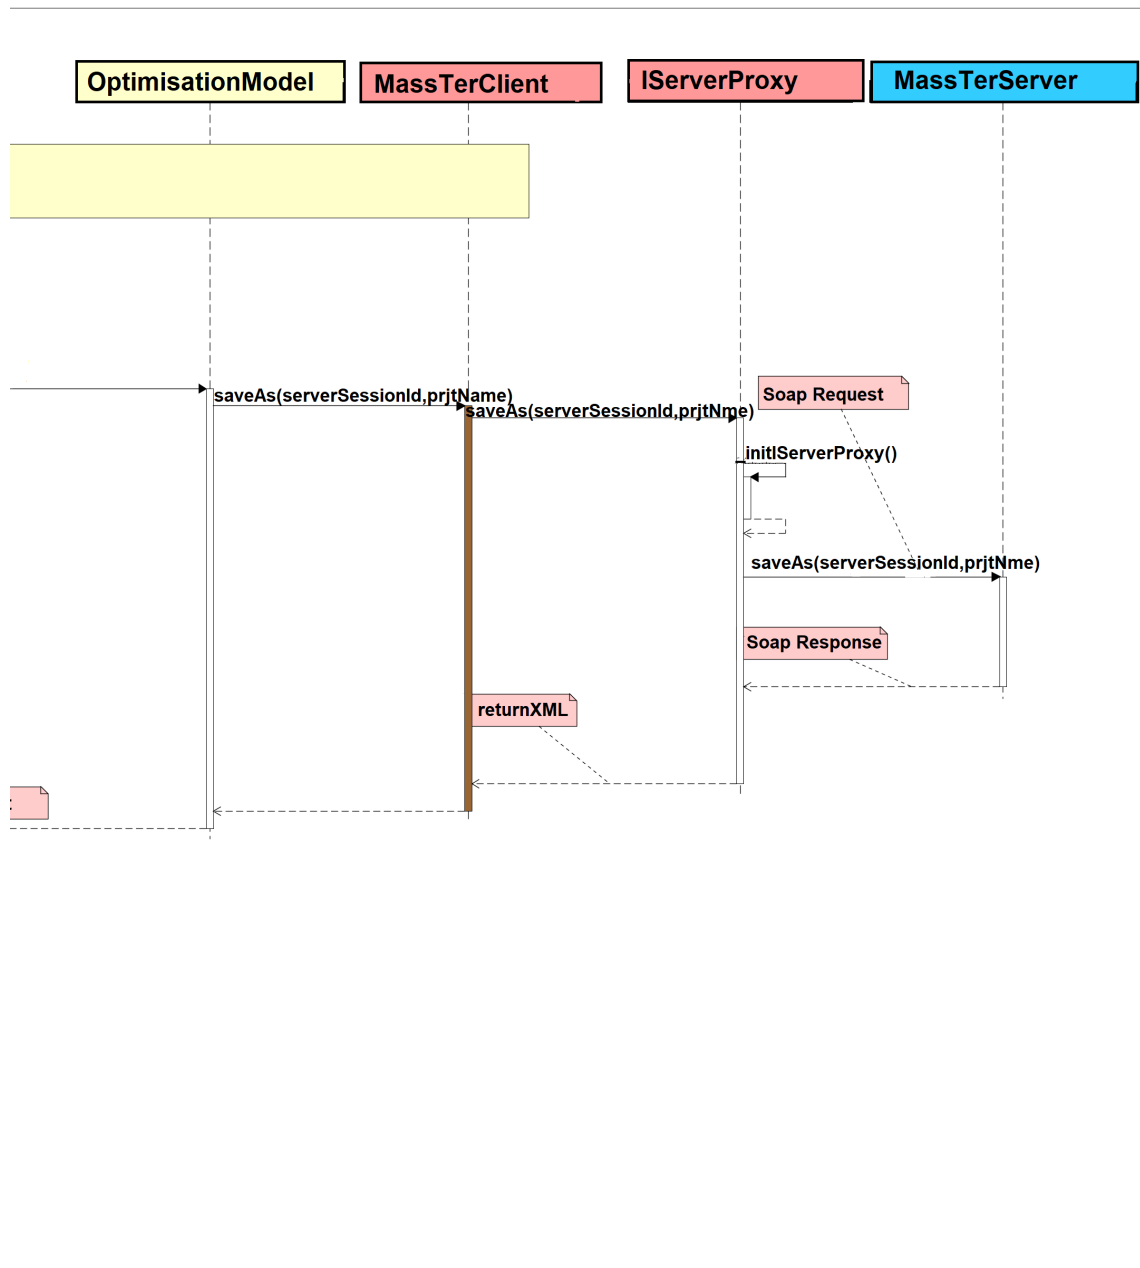 OptimisationModel
MassTerClient
IServerProxy
MassTerServer
saveAs(serverSessionId,prjtName)
saveAs(serverSessionId,prjtNme)
Soap Request
initIServerProxy()
saveAs(serverSessionId,prjtNme)
Soap Response
returnXML